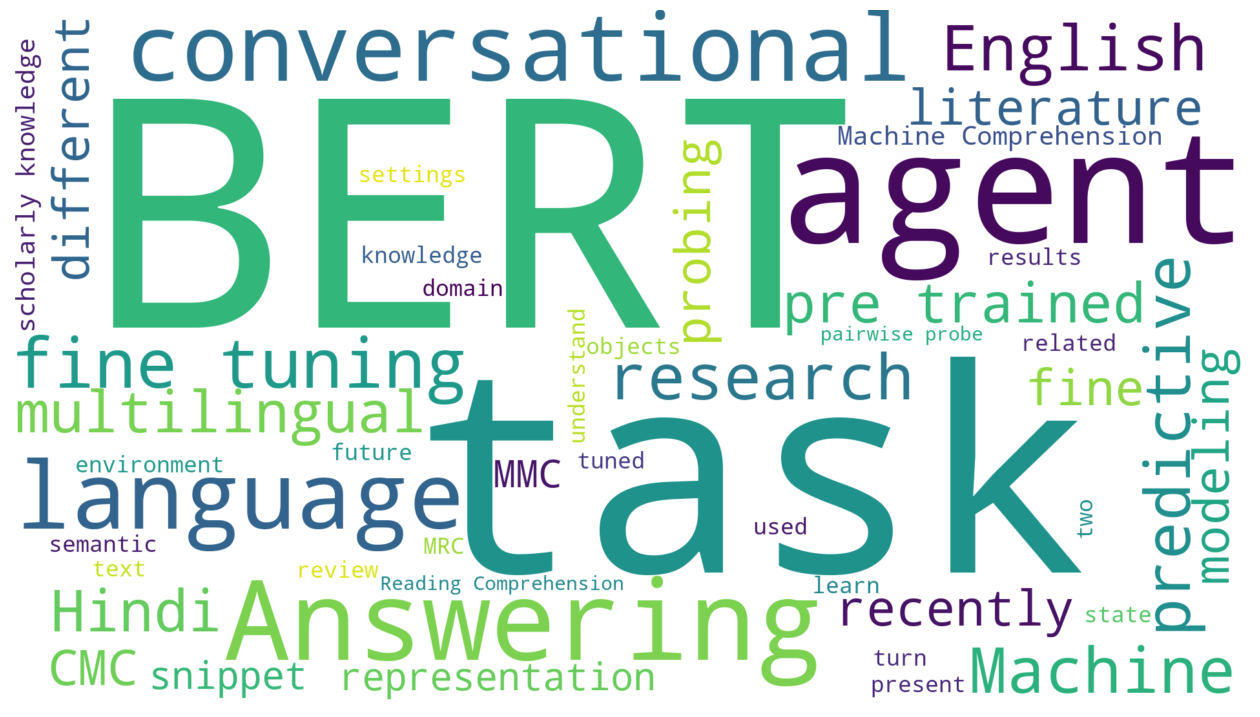 conversational
English
different
scholarly knowledge
BERT
literature
Machine Comprehension
agent
settings
probing
knowledge
results
domain
predictive
pre trained
understand
objects
pairwise probe
related
fine tuning
research
fine
modeling
multilingual
task
future
environment
MMC
tuned
language
two
used
semantic
MRC
text
review
Reading Comprehension
learn
Hindi
Answering
recently
state
CMC
snippet
representation
turn
present
Machine